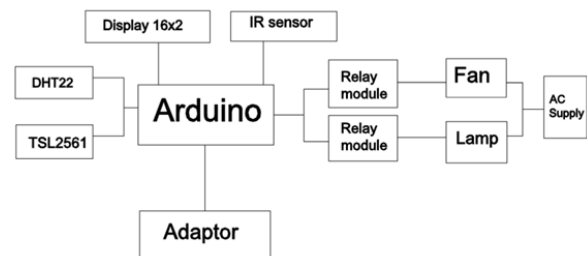 Display 16x2
IR sensor
DHT22
TSL2561
Arduino
Relay
module
Relay
module
Fan
Lamp
AC
Supply
Adaptor